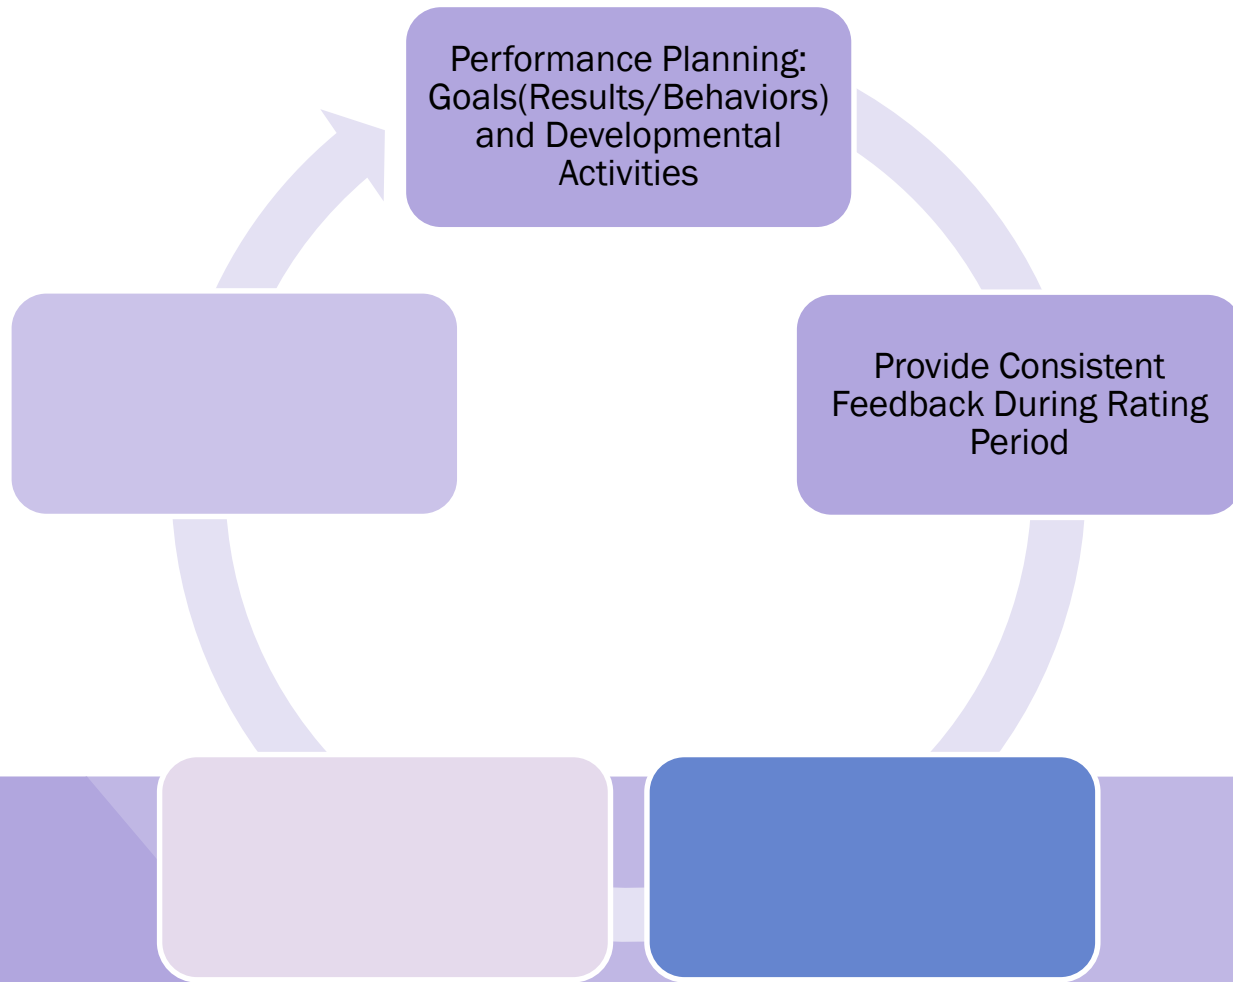 Performance Planning:
Goals(Results/Behaviors)
and Developmental
Activities
Provide Consistent
Feedback During Rating
Period